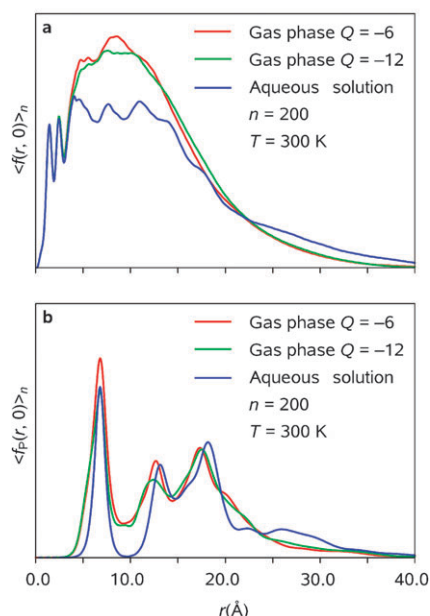 a
Gas phase Q = –6
Gas phase Q = –12
Aqueous solution
n = 200
T = 300 K
<f(r, 0)>n
b
Gas phase Q = –6
Gas phase Q = –12
Aqueous solution
n = 200
T = 300 K
<fP(r, 0)>n
0.0 10.0 20.0 30.0 40.0
r(Å)